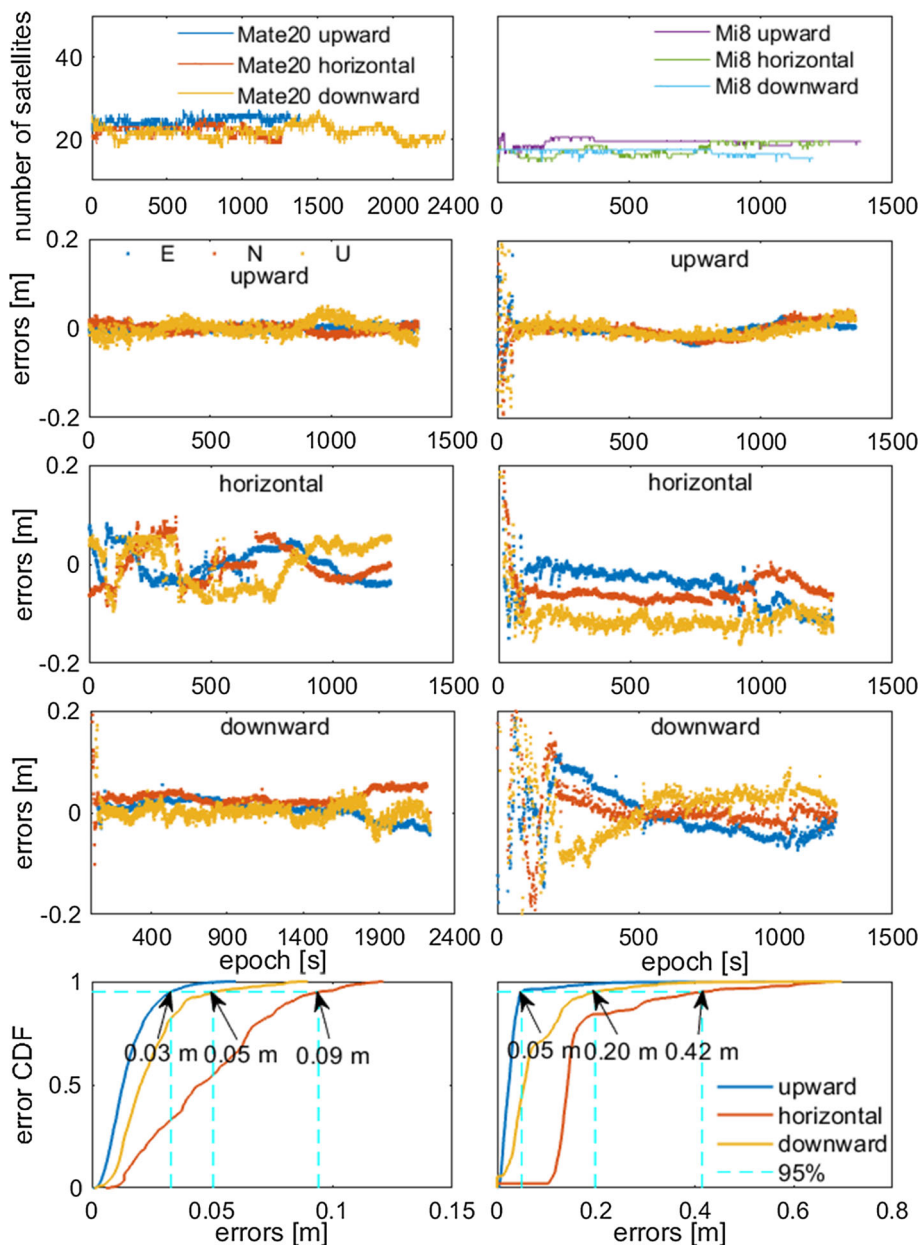 number of satellites
40
20
Mate20 upward
Mate20 horizontal
Mate20 downward
0 500 1000 1500 2000 2400
Mi8 upward
Mi8 horizontal
Mi8 downward
0 500 1000 1500
errors [m]
0.2
0
-0.2
E N U
upward
0 500 1000 1500
upward
0 500 1000 1500
errors [m]
0.2
0
-0.2
horizontal
0 500 1000 1500
horizontal
0 500 1000 1500
errors [m]
0.2
0
-0.2
downward
400 900 1400 1900 2400
epoch [s]
downward
0 500 1000 1500
epoch [s]
error CDF
1
0.5
0
0.03 m 0.05 m 0.09 m
0 0.05 0.1 0.15
errors [m]
0.05 m 0.20 m 0.42 m
upward
horizontal
downward
95%
0 0.2 0.4 0.6 0.8
errors [m]